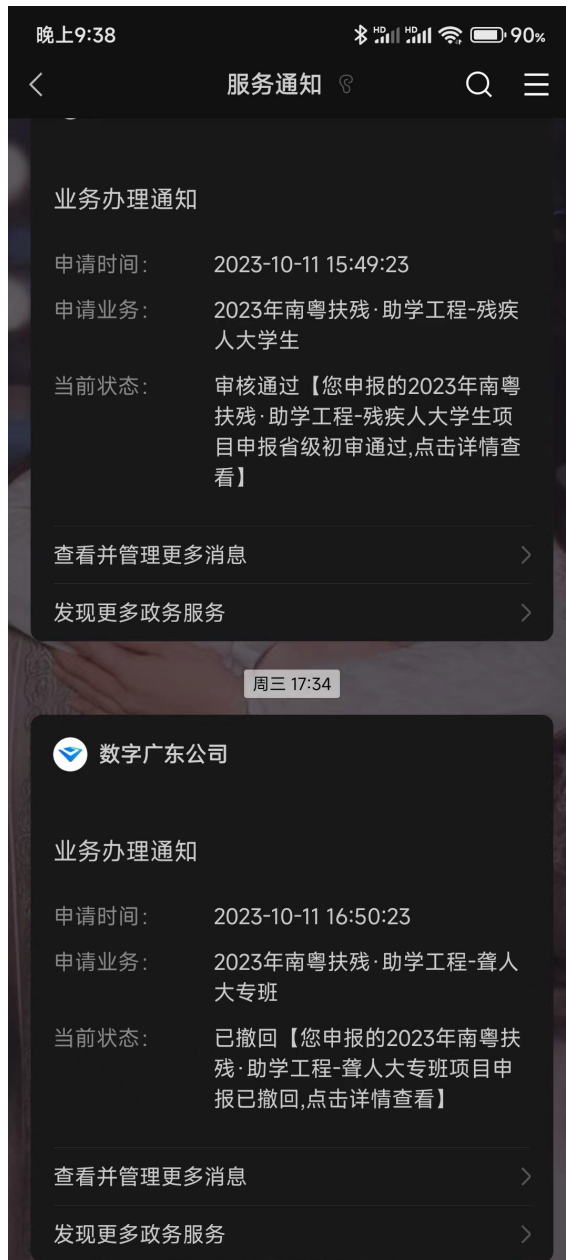 晚上9:38
HD HD 90%
服务通知
业务办理通知
申请时间: 2023-10-11 15:49:23
申请业务: 2023年南粤扶残·助学工程-残疾
人大学生
当前状态: 审核通过【您申报的2023年南粤
扶残·助学工程-残疾人大学生项
目申报省级初审通过,点击详情查
看】
查看并管理更多消息
发现更多政务服务
周三 17:34
数字广东公司
业务办理通知
申请时间: 2023-10-11 16:50:23
申请业务: 2023年南粤扶残·助学工程-聋人
大专班
当前状态: 已撤回【您申报的2023年南粤扶
残·助学工程-聋人大专班项目申
报已撤回,点击详情查看】
查看并管理更多消息
发现更多政务服务